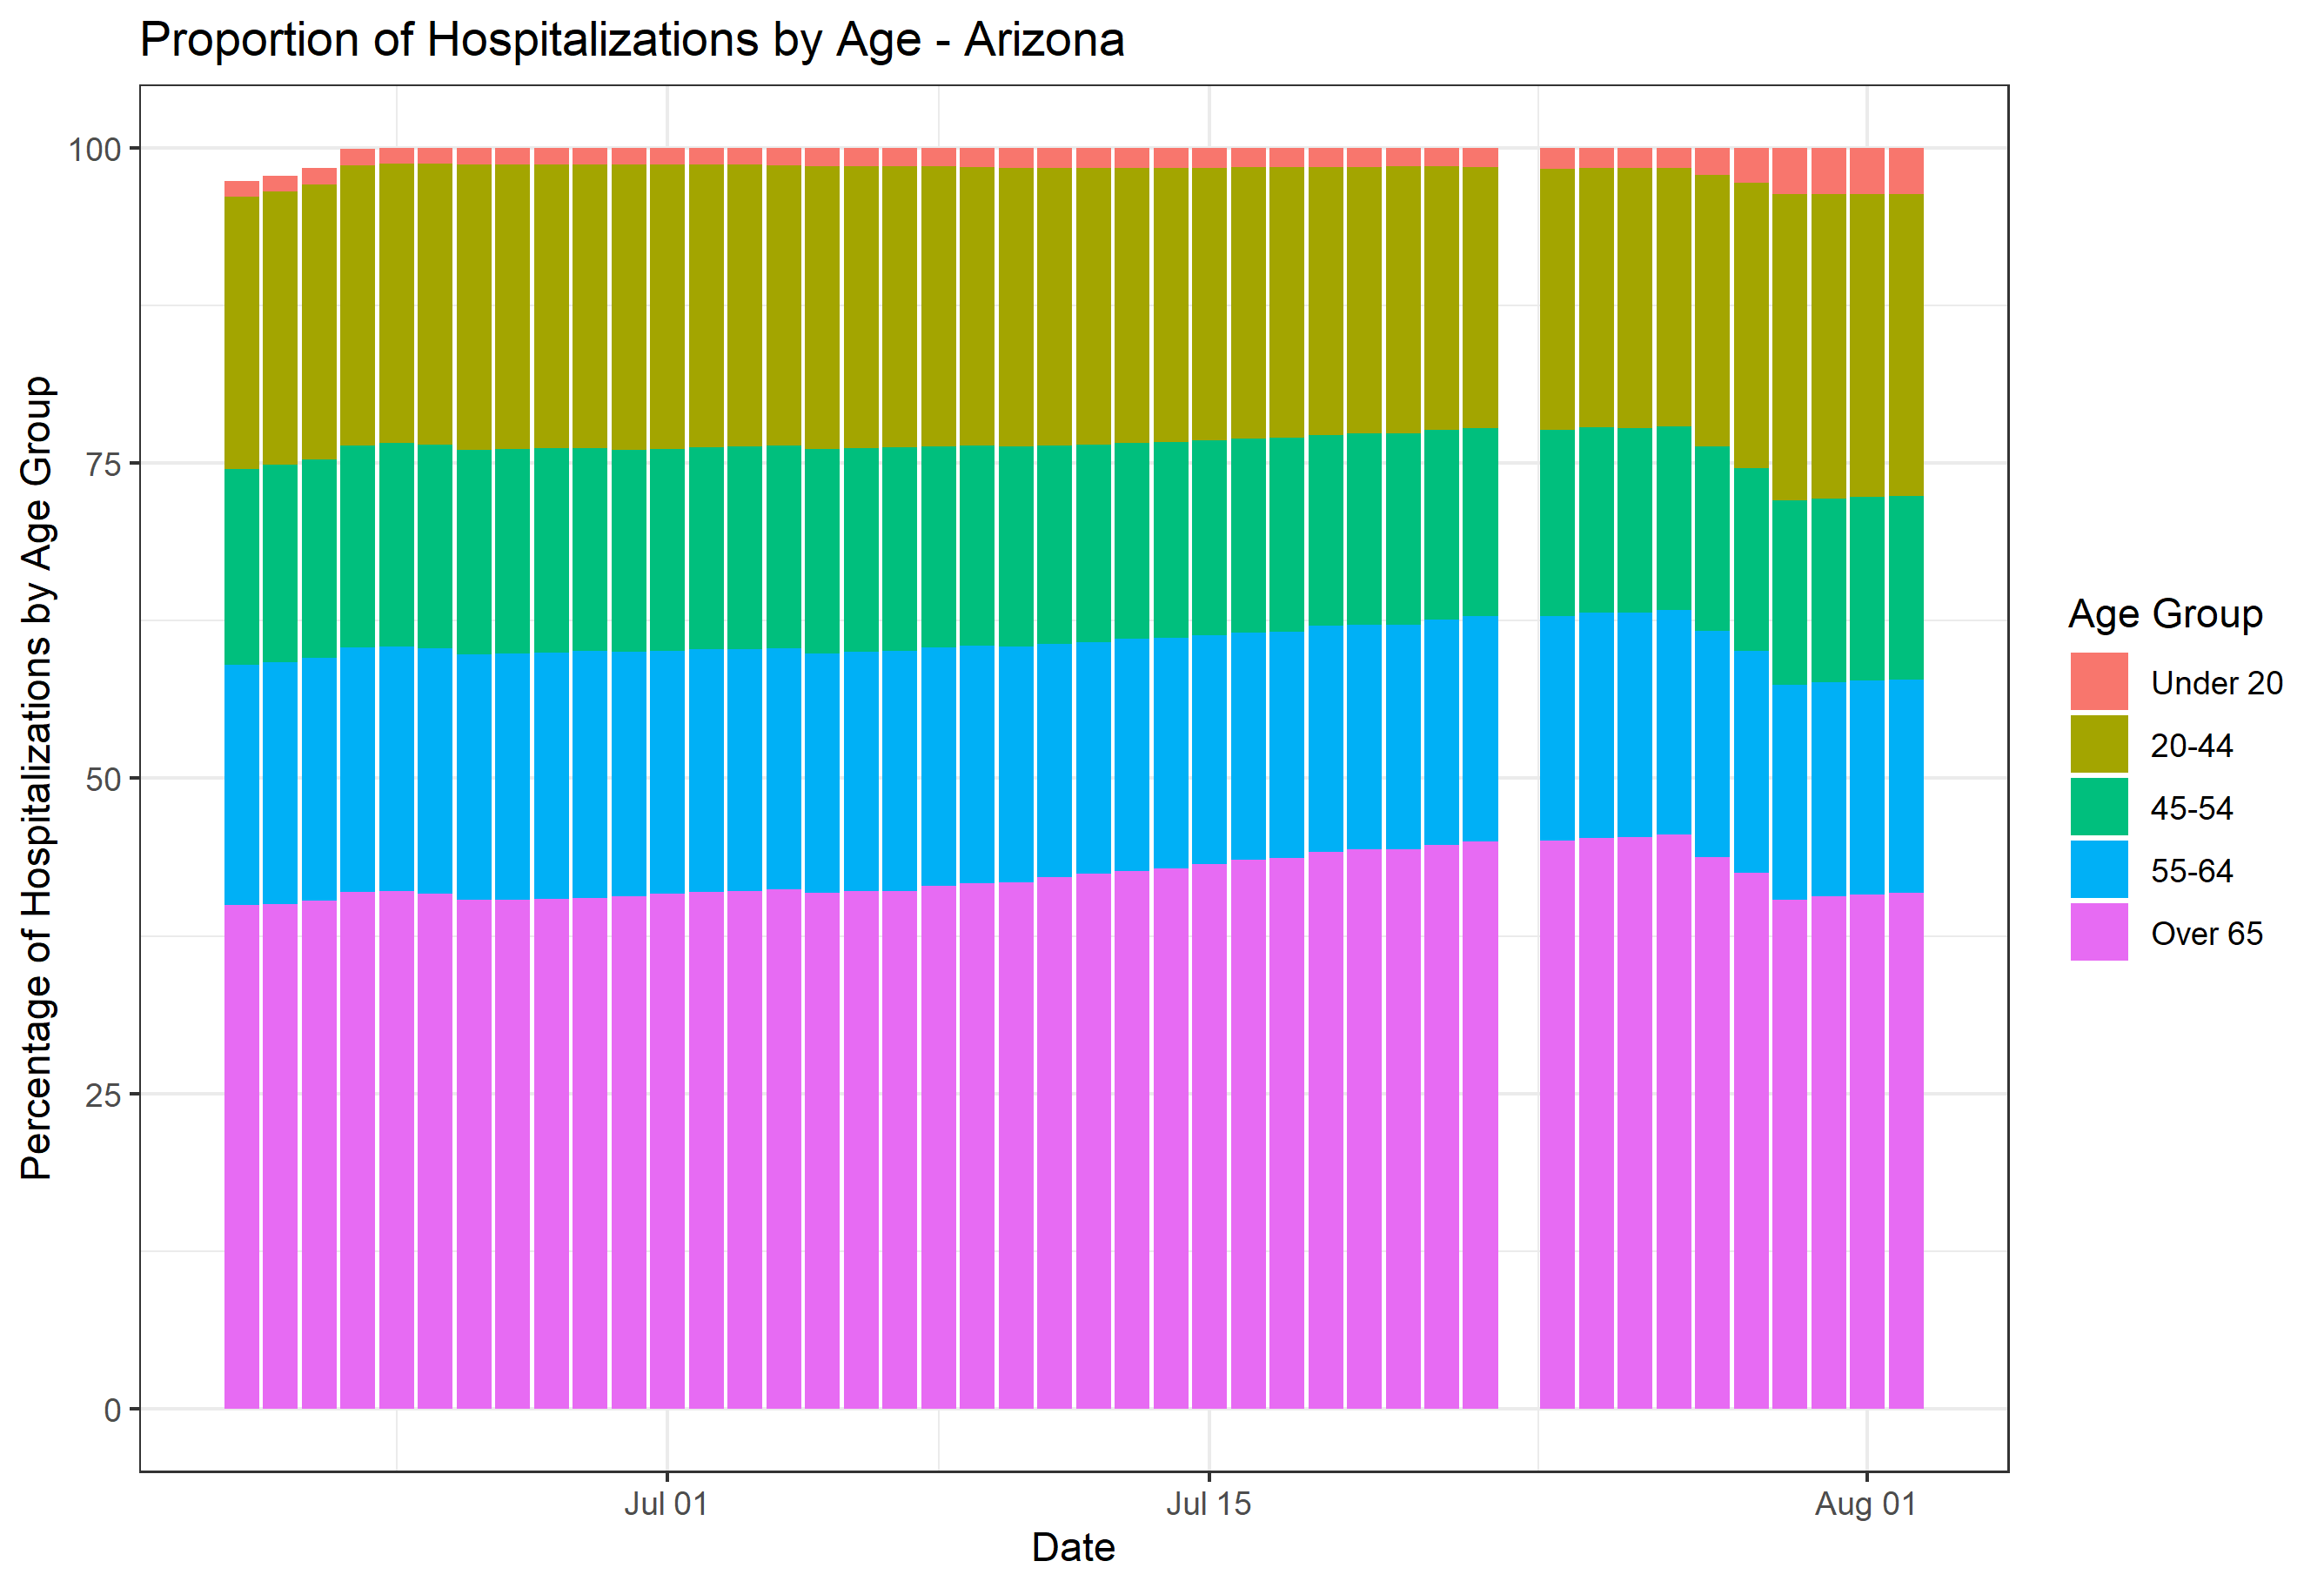 Proportion of Hospitalizations by Age - Arizona
Percentage of Hospitalizations by Age Group
100
75
50
25
0
Jul 01
Jul 15
Aug 01
Date
Age Group
Under 20
20-44
45-54
55-64
Over 65